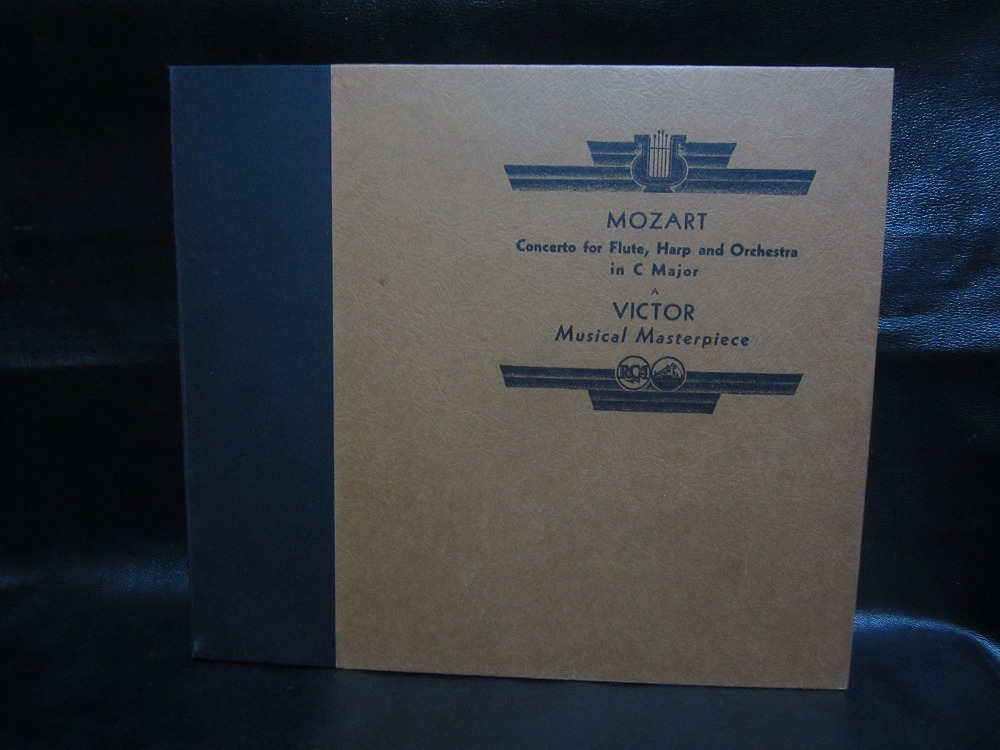 MOZART
Concerto for Flute, Harp and Orchestra
in C Major
A
VICTOR
Musical Masterpiece
RCA